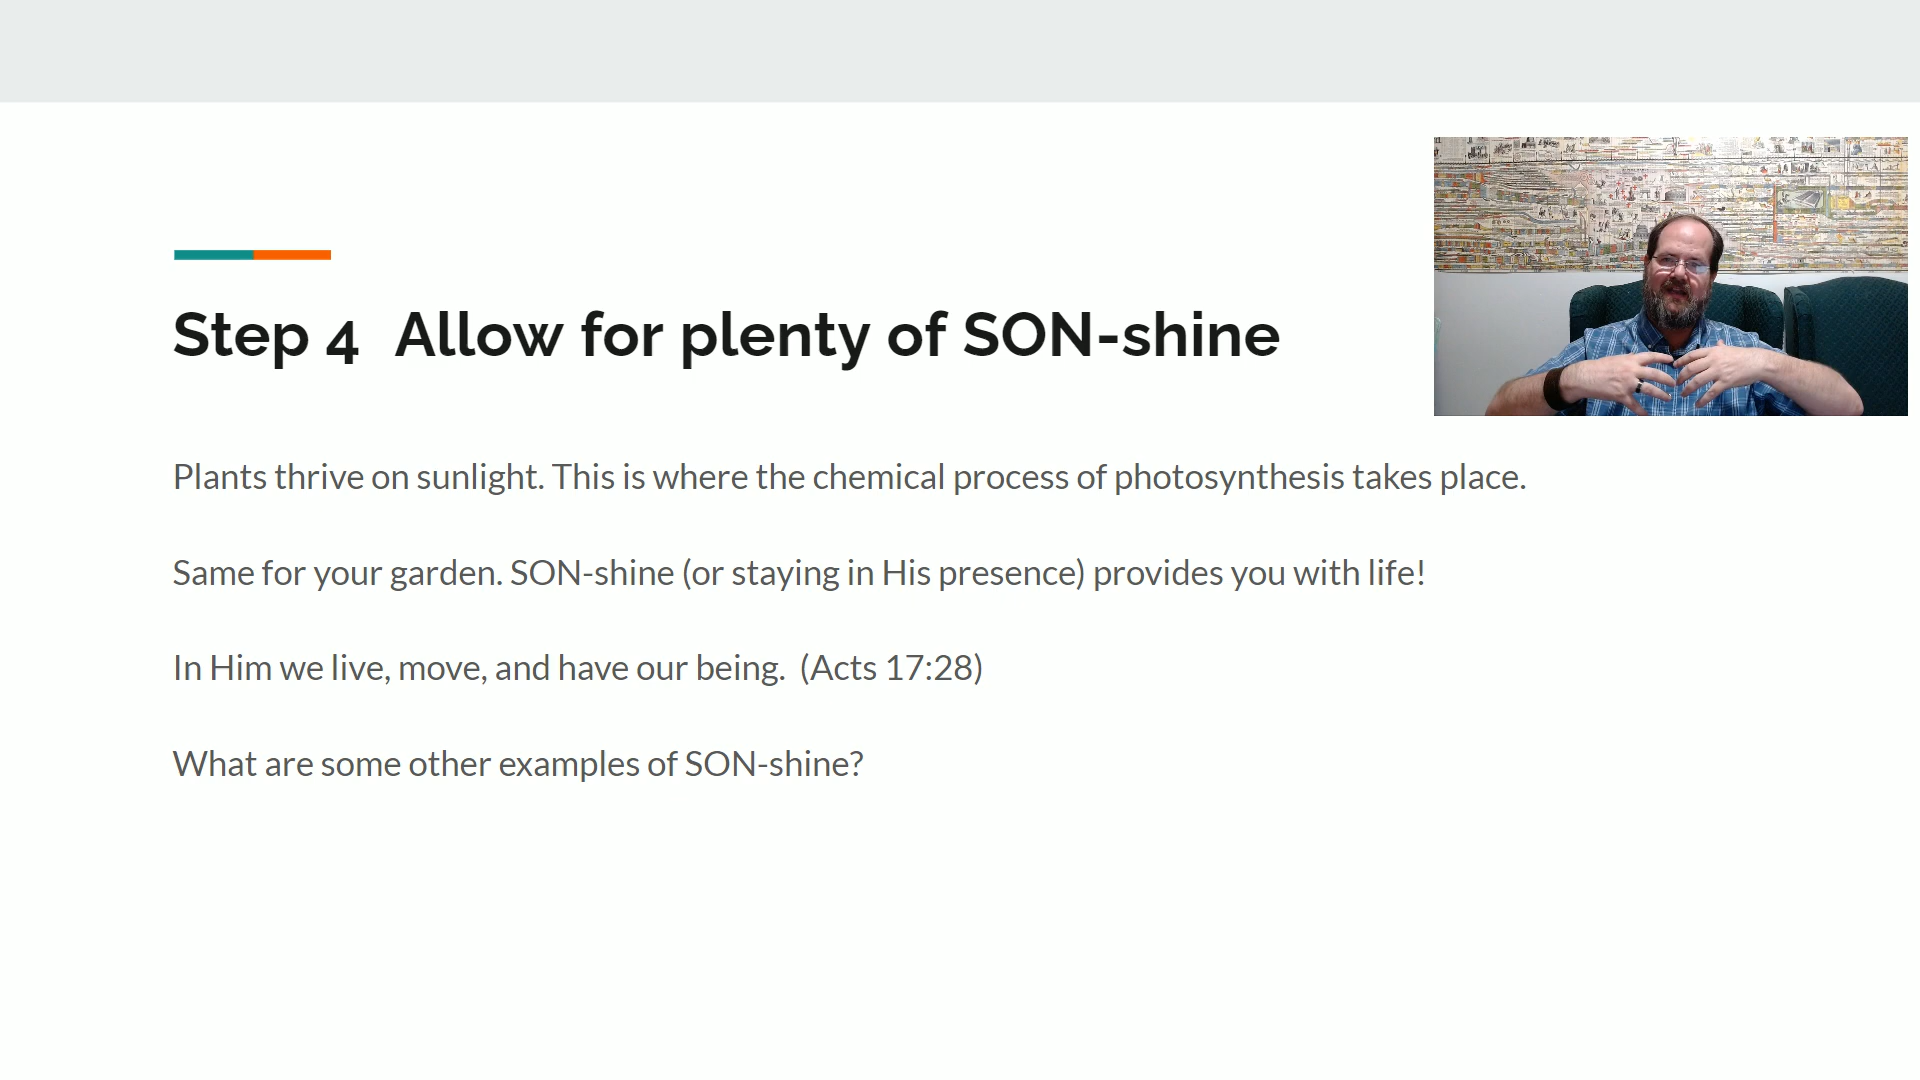 Step 4 Allow for plenty of SON-shine
Plants thrive on sunlight. This is where the chemical process of photosynthesis takes place.
Same for your garden. SON-shine (or staying in His presence) provides you with life!
In Him we live, move, and have our being. (Acts 17:28)
What are some other examples of SON-shine?